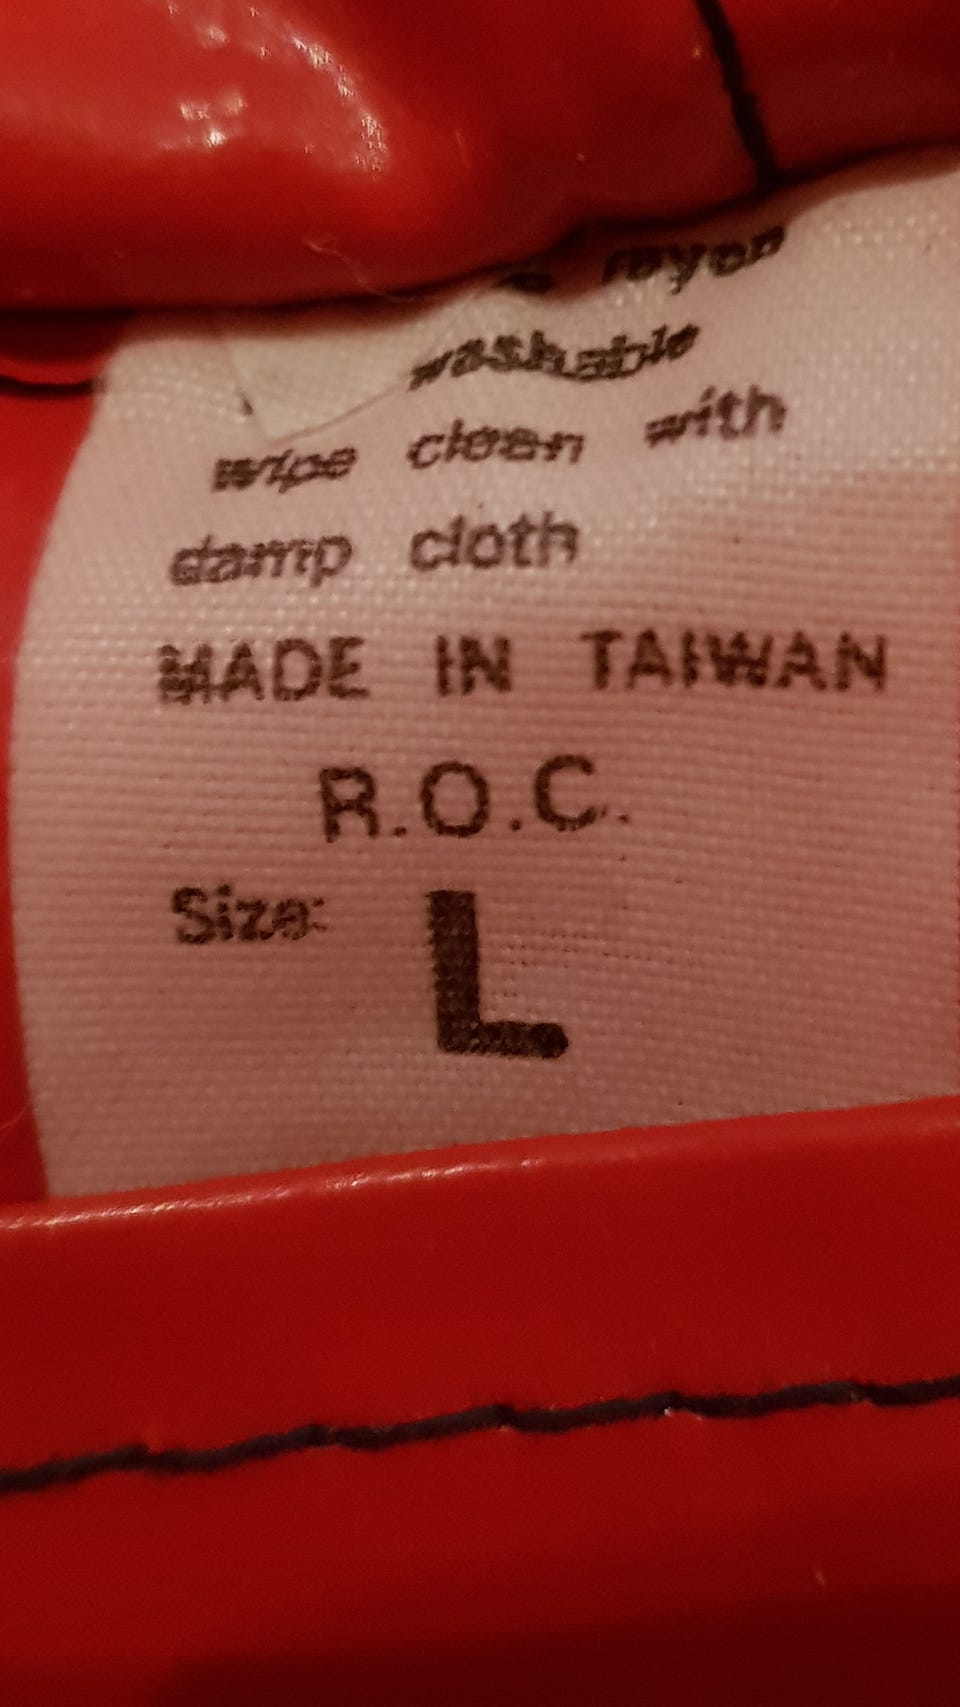 rayon
washable
wipe clean with
damp cloth
MADE IN TAIWAN
R.O.C.
Size: L